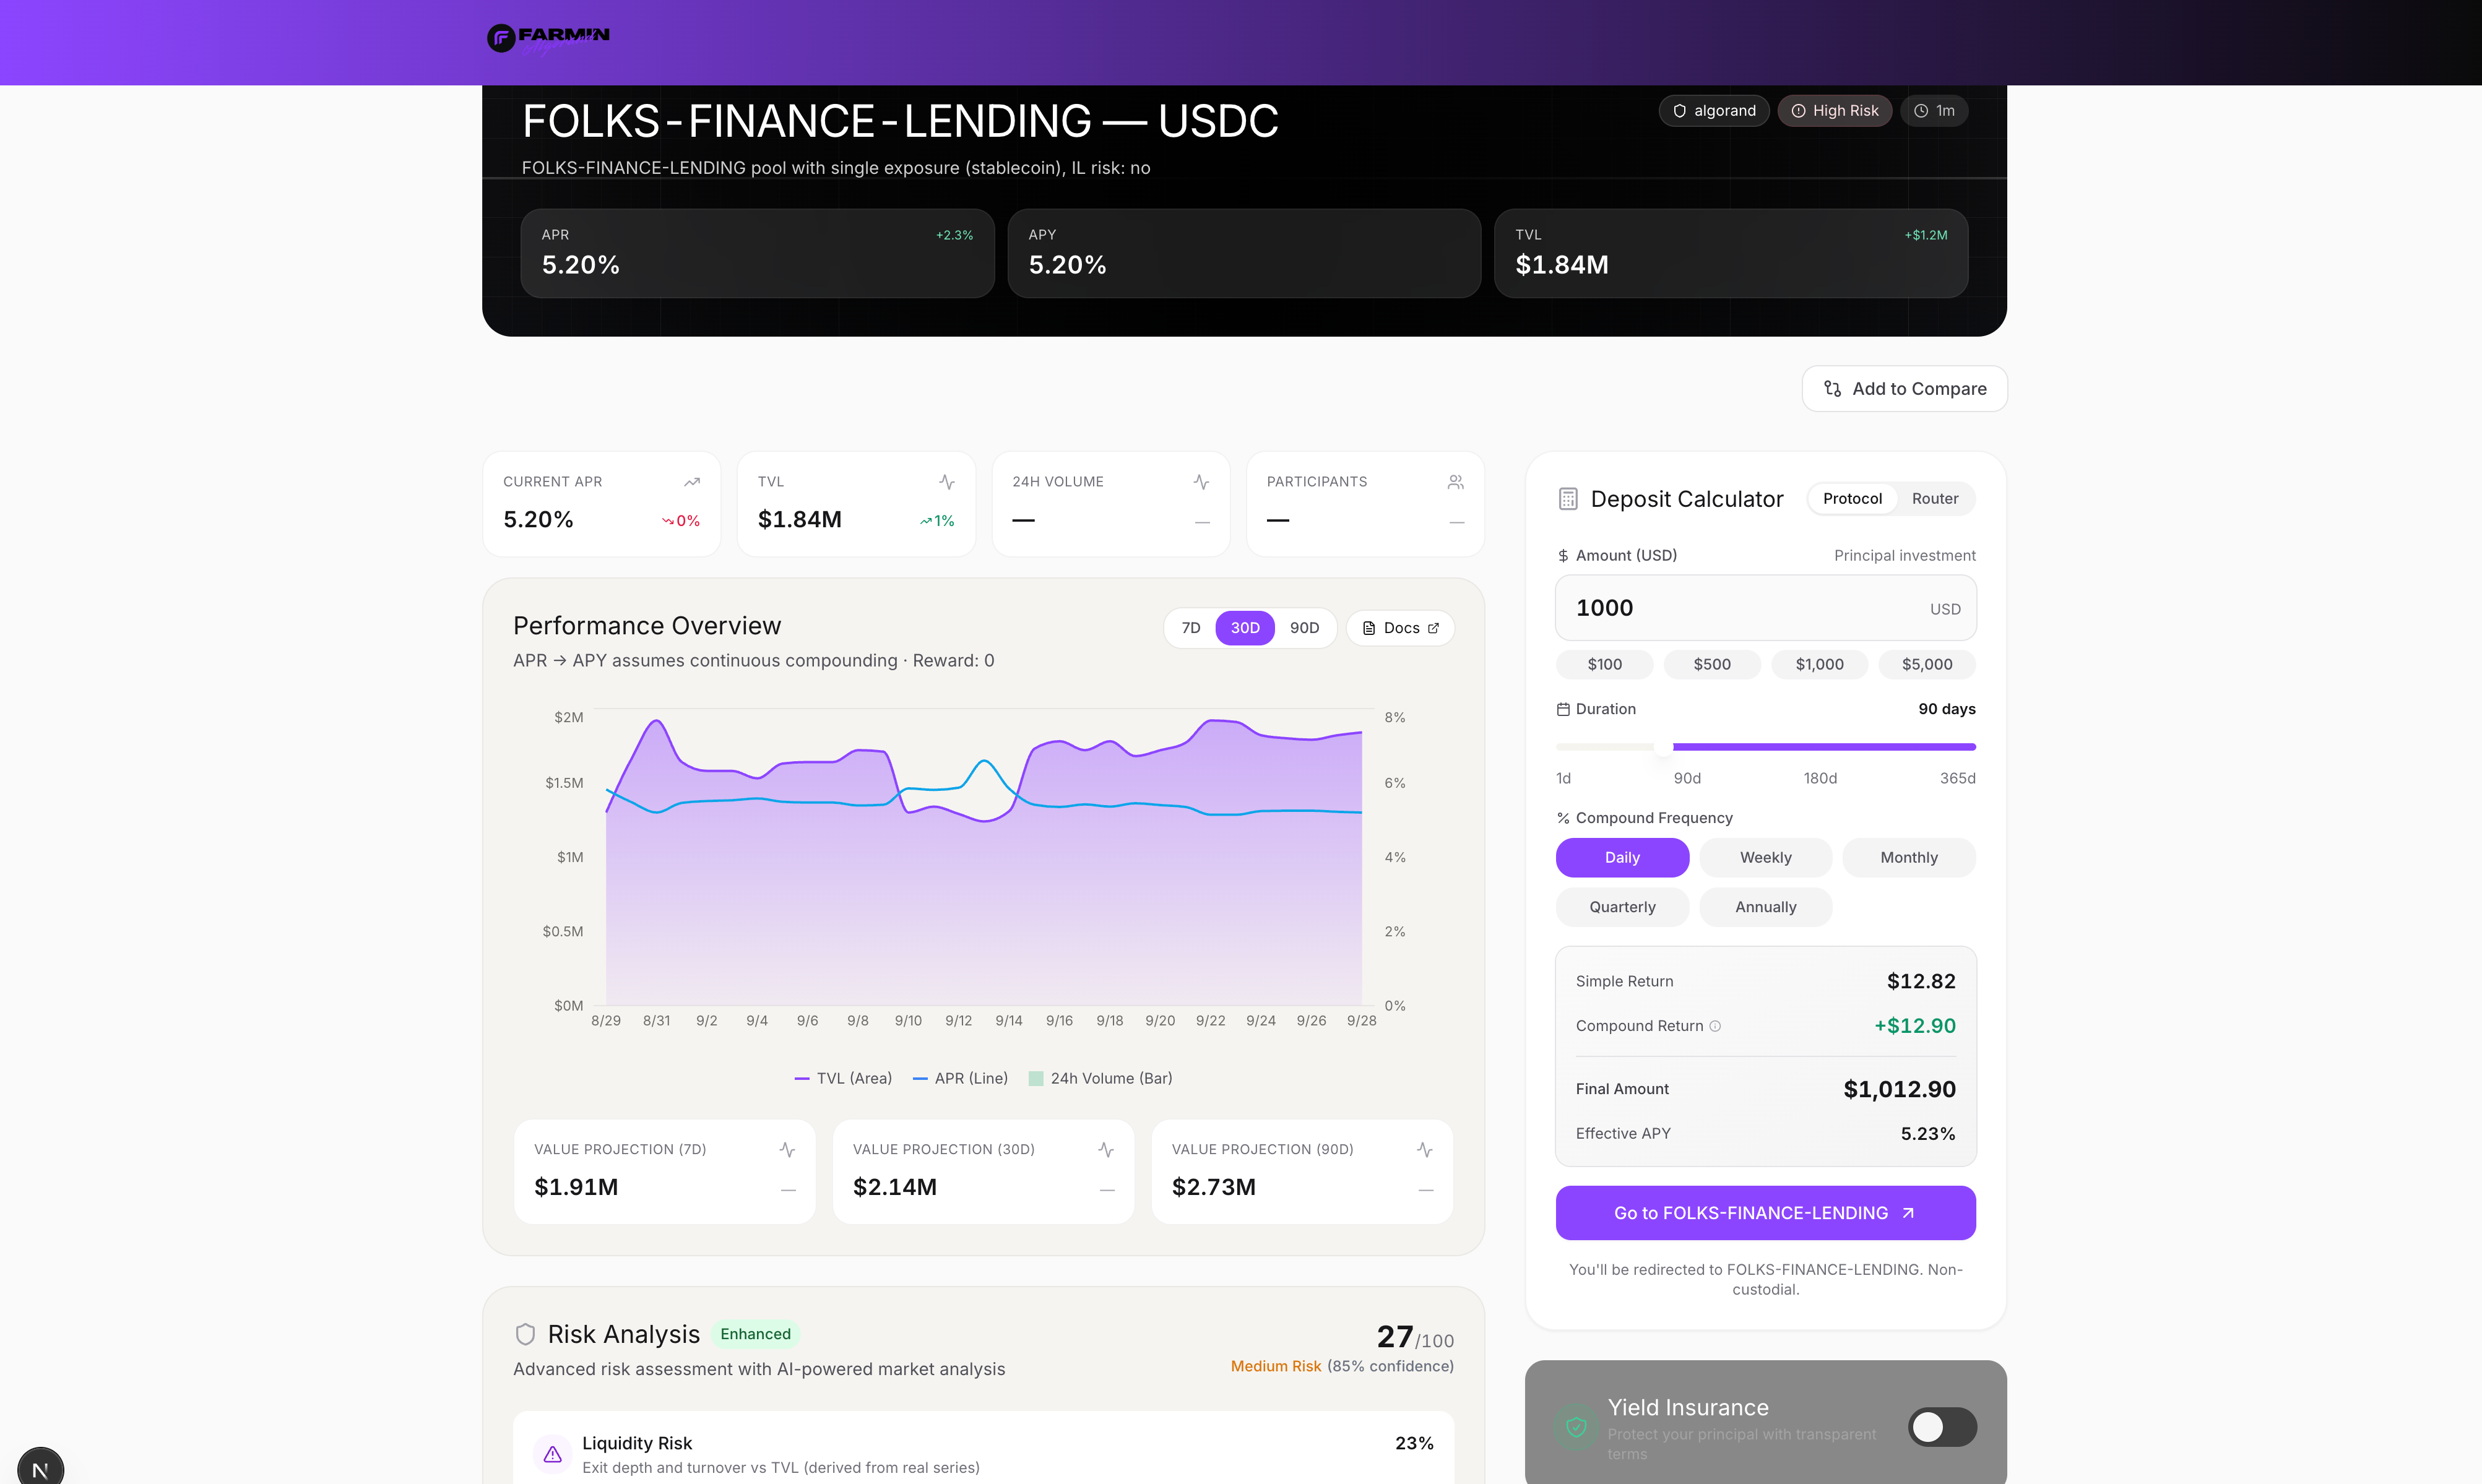 FARMIN
Algorand
FOLKS-FINANCE-LENDING — USDC
algorand
High Risk
1m
FOLKS-FINANCE-LENDING pool with single exposure (stablecoin), IL risk: no
APR
+2.3%
5.20%
APY
5.20%
TVL
+$1.2M
$1.84M
Add to Compare
CURRENT APR
5.20%
0%
TVL
$1.84M
1%
24H VOLUME
—
—
PARTICIPANTS
—
—
Performance Overview
7D
30D
90D
Docs
APR → APY assumes continuous compounding · Reward: 0
$2M
$1.5M
$1M
$0.5M
$0M
8%
6%
4%
2%
0%
8/29 8/31 9/2 9/4 9/6 9/8 9/10 9/12 9/14 9/16 9/18 9/20 9/22 9/24 9/26 9/28
TVL (Area)
APR (Line)
24h Volume (Bar)
VALUE PROJECTION (7D)
$1.91M
—
VALUE PROJECTION (30D)
$2.14M
—
VALUE PROJECTION (90D)
$2.73M
—
Risk Analysis
Enhanced
27/100
Advanced risk assessment with AI-powered market analysis
Medium Risk (85% confidence)
Liquidity Risk
23%
Exit depth and turnover vs TVL (derived from real series)
Deposit Calculator
Protocol
Router
Amount (USD)
Principal investment
1000
USD
$100
$500
$1,000
$5,000
Duration
90 days
1d 90d 180d 365d
Compound Frequency
Daily
Weekly
Monthly
Quarterly
Annually
Simple Return
$12.82
Compound Return
+$12.90
Final Amount
$1,012.90
Effective APY
5.23%
Go to FOLKS-FINANCE-LENDING
You'll be redirected to FOLKS-FINANCE-LENDING. Non-
custodial.
Yield Insurance
Protect your principal with transparent
terms
N